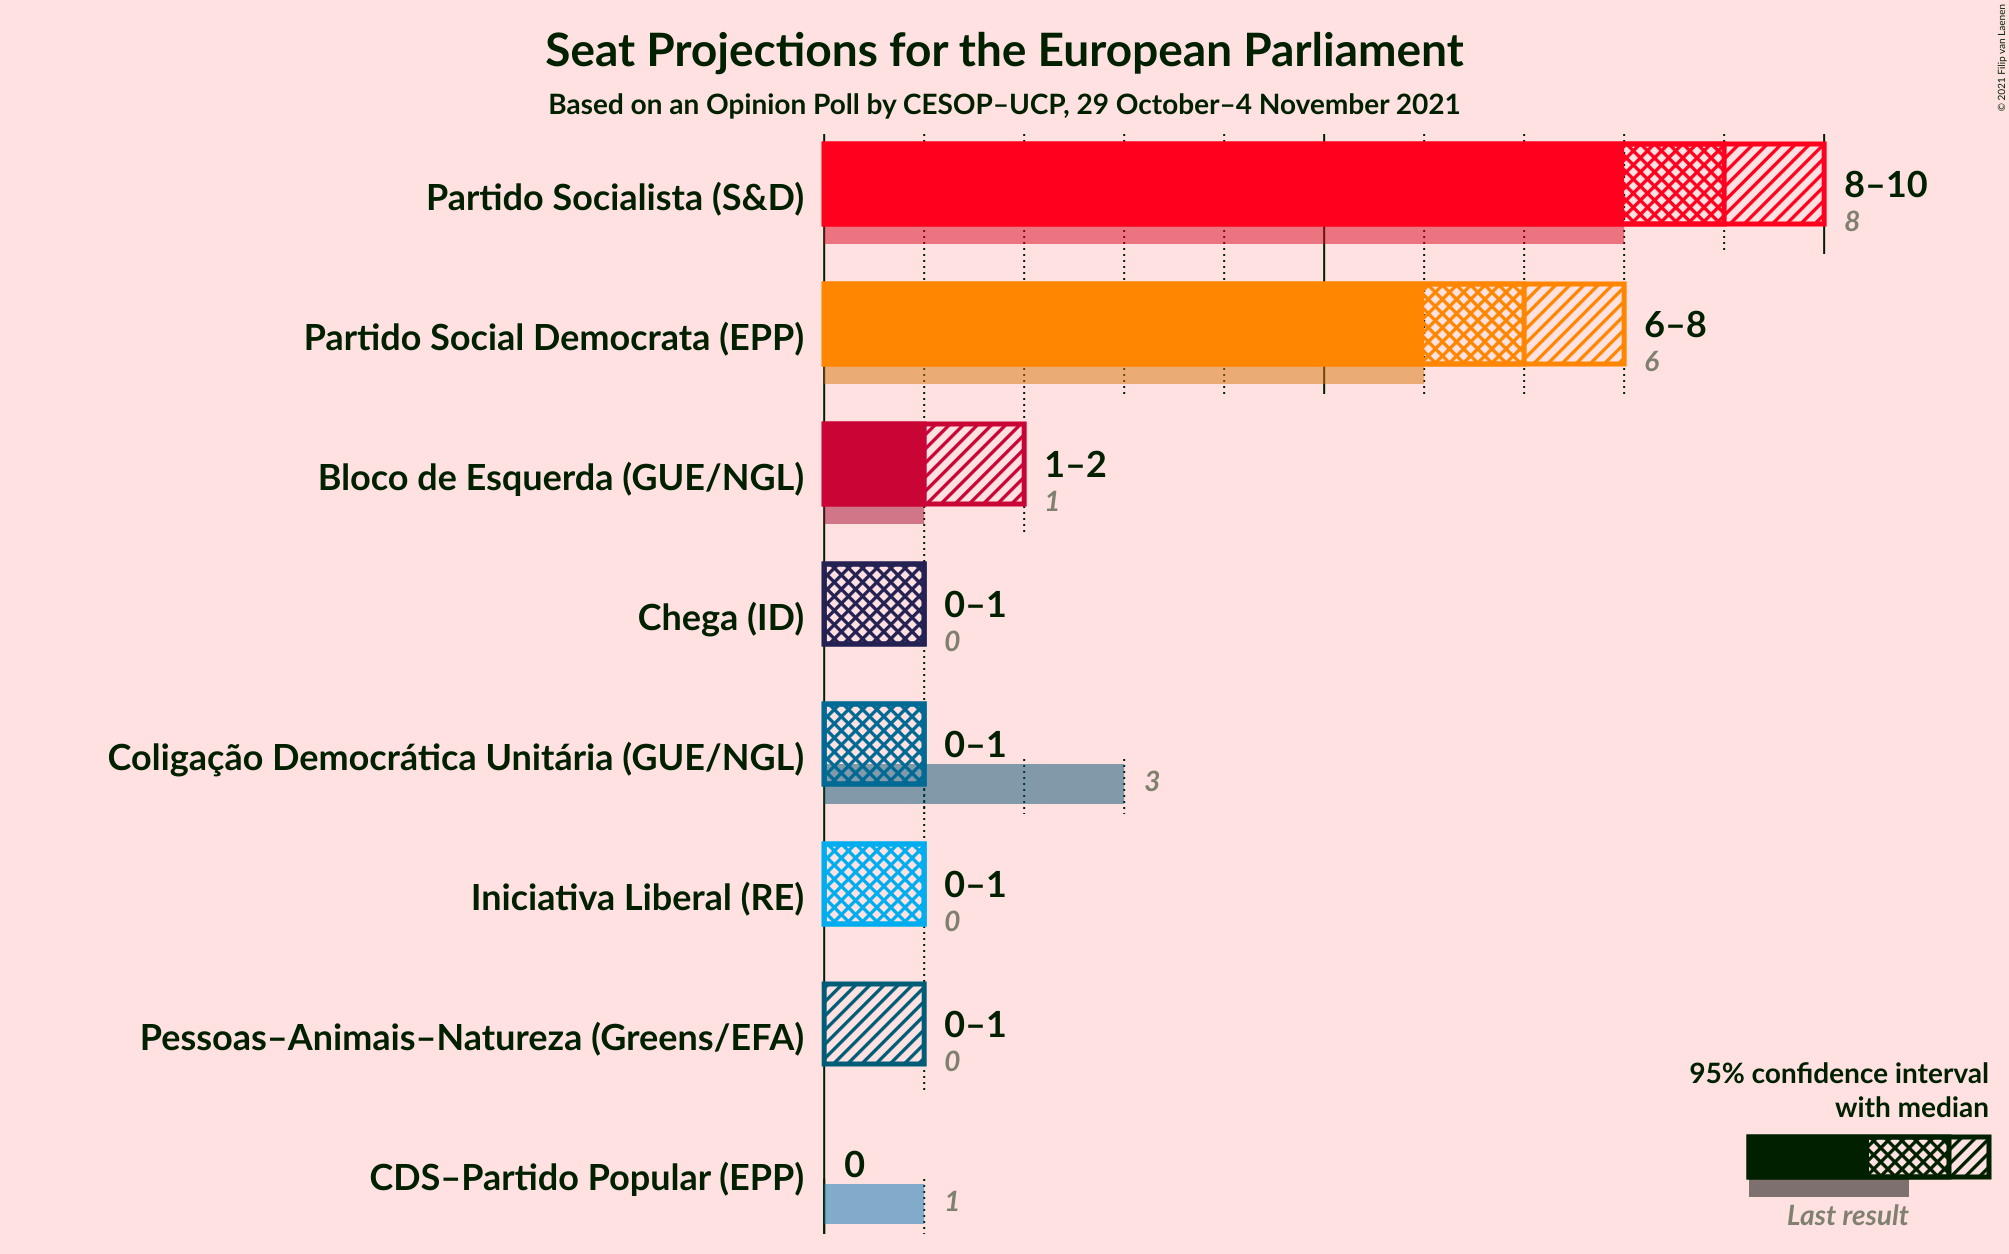 Seat Projections for the European Parliament
Based on an Opinion Poll by CESOP–UCP, 29 October–4 November 2021
© 2021 Filip van Laenen
Partido Socialista (S&D)
8–10
8
Partido Social Democrata (EPP)
6–8
6
Bloco de Esquerda (GUE/NGL)
1–2
1
Chega (ID)
0–1
0
Coligação Democrática Unitária (GUE/NGL)
0–1
3
Iniciativa Liberal (RE)
0–1
0
Pessoas–Animais–Natureza (Greens/EFA)
0–1
0
CDS–Partido Popular (EPP)
0
1
95% confidence interval
with median
Last result